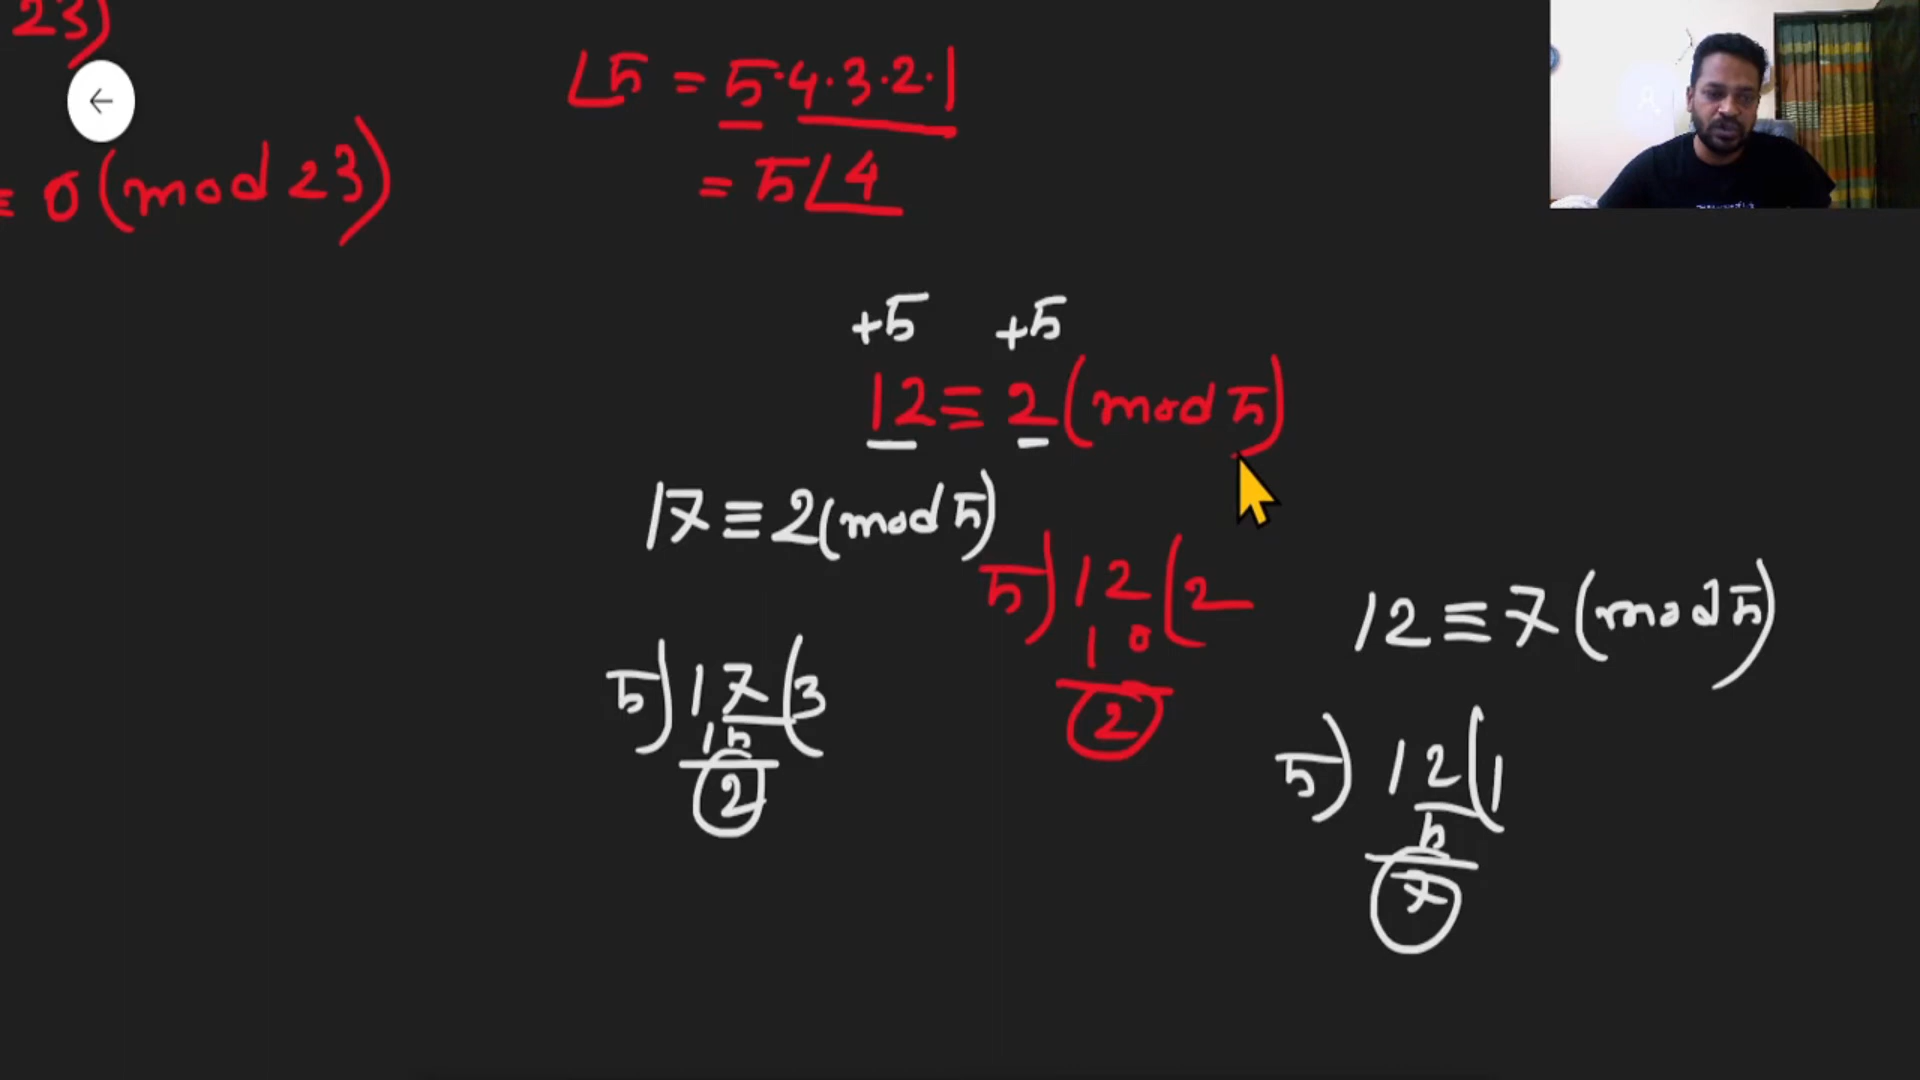 23)
≡ 0 (mod 23)
⌊5 = 5·4·3·2·1
= 5⌊4
+5 +5
12 ≡ 2 (mod 5)
17 ≡ 2 (mod 5)
5) 12 (2
10
2
12 ≡ 7 (mod 5)
5) 17 (3
15
2
5) 12 (1
5
7